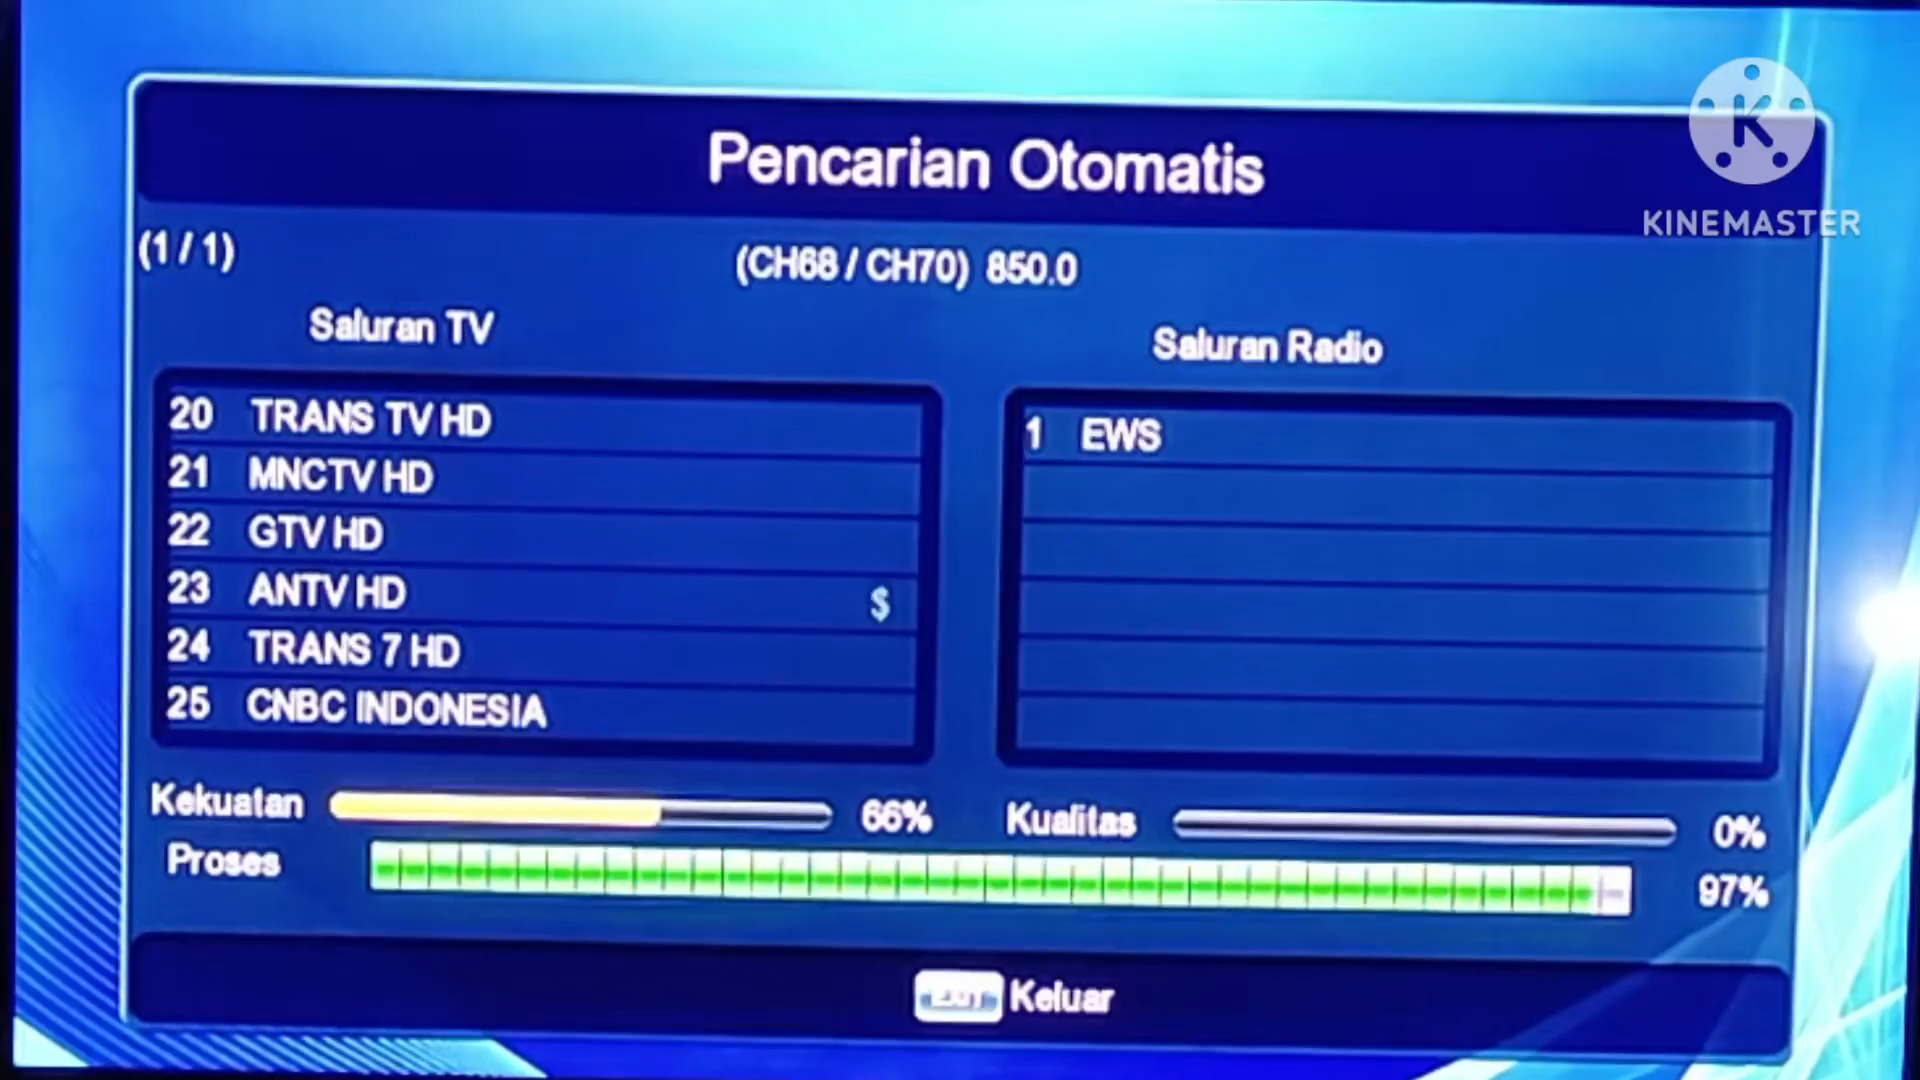 Pencarian Otomatis
KINEMASTER
(1 / 1)
(CH68 / CH70) 850.0
Saluran TV
Saluran Radio
20 TRANS TV HD
21 MNCTV HD
22 GTV HD
23 ANTV HD $
24 TRANS 7 HD
25 CNBC INDONESIA
1 EWS
Kekuatan 66%
Kualitas 0%
Proses 97%
EXIT Keluar